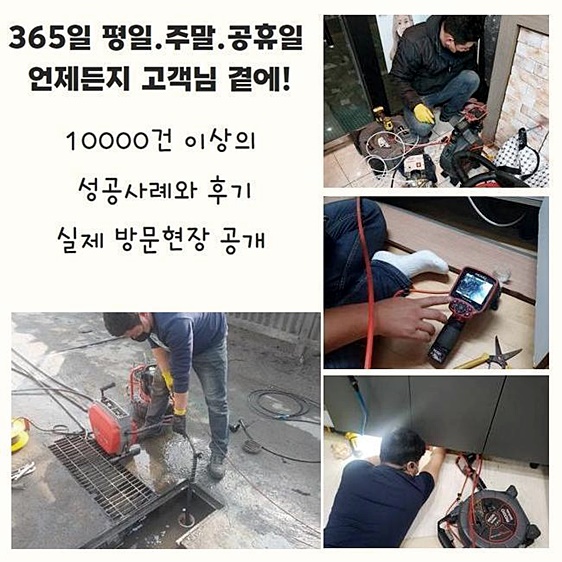 365일 평일.주말.공휴일
언제든지 고객님 곁에!
10000건 이상의
성공사례와 후기
실제 방문현장 공개